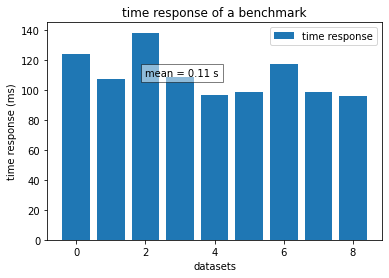 time response of a benchmark
time response
mean = 0.11 s
time response (ms)
140
120
100
80
60
40
20
0
0
2
4
6
8
datasets